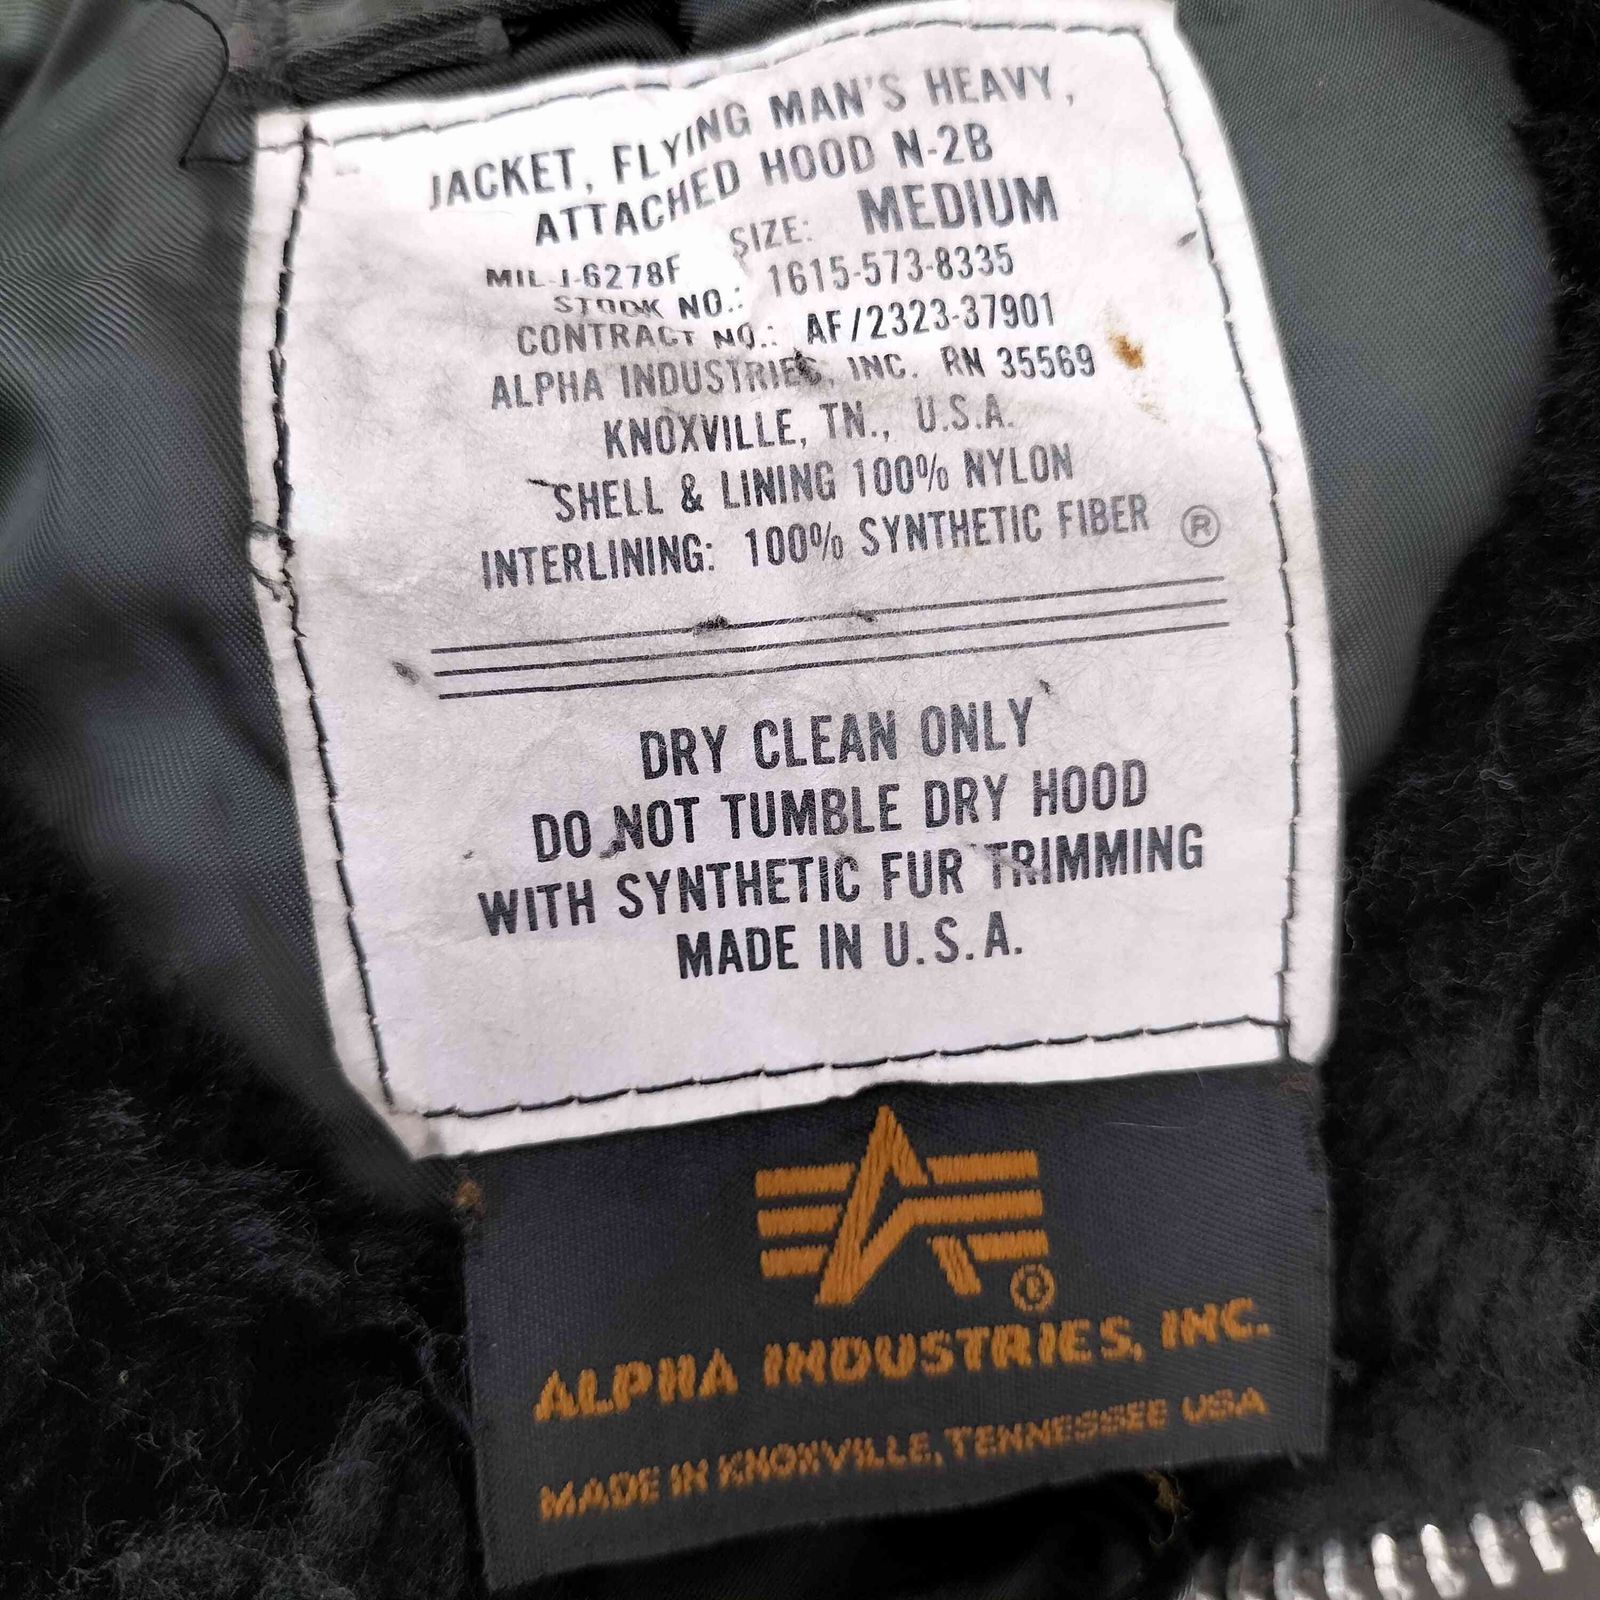 JACKET, FLYING MAN'S HEAVY,
ATTACHED HOOD N-2B
SIZE: MEDIUM
MIL-J-6278F
STOCK NO.: 1615-573-8335
CONTRACT NO.: AF/2323-37901
ALPHA INDUSTRIES, INC. RN 35569
KNOXVILLE, TN., U.S.A.
SHELL & LINING 100% NYLON
INTERLINING: 100% SYNTHETIC FIBER ®
DRY CLEAN ONLY
DO NOT TUMBLE DRY HOOD
WITH SYNTHETIC FUR TRIMMING
MADE IN U.S.A.
®
ALPHA INDUSTRIES, INC.
MADE IN KNOXVILLE, TENNESSEE USA